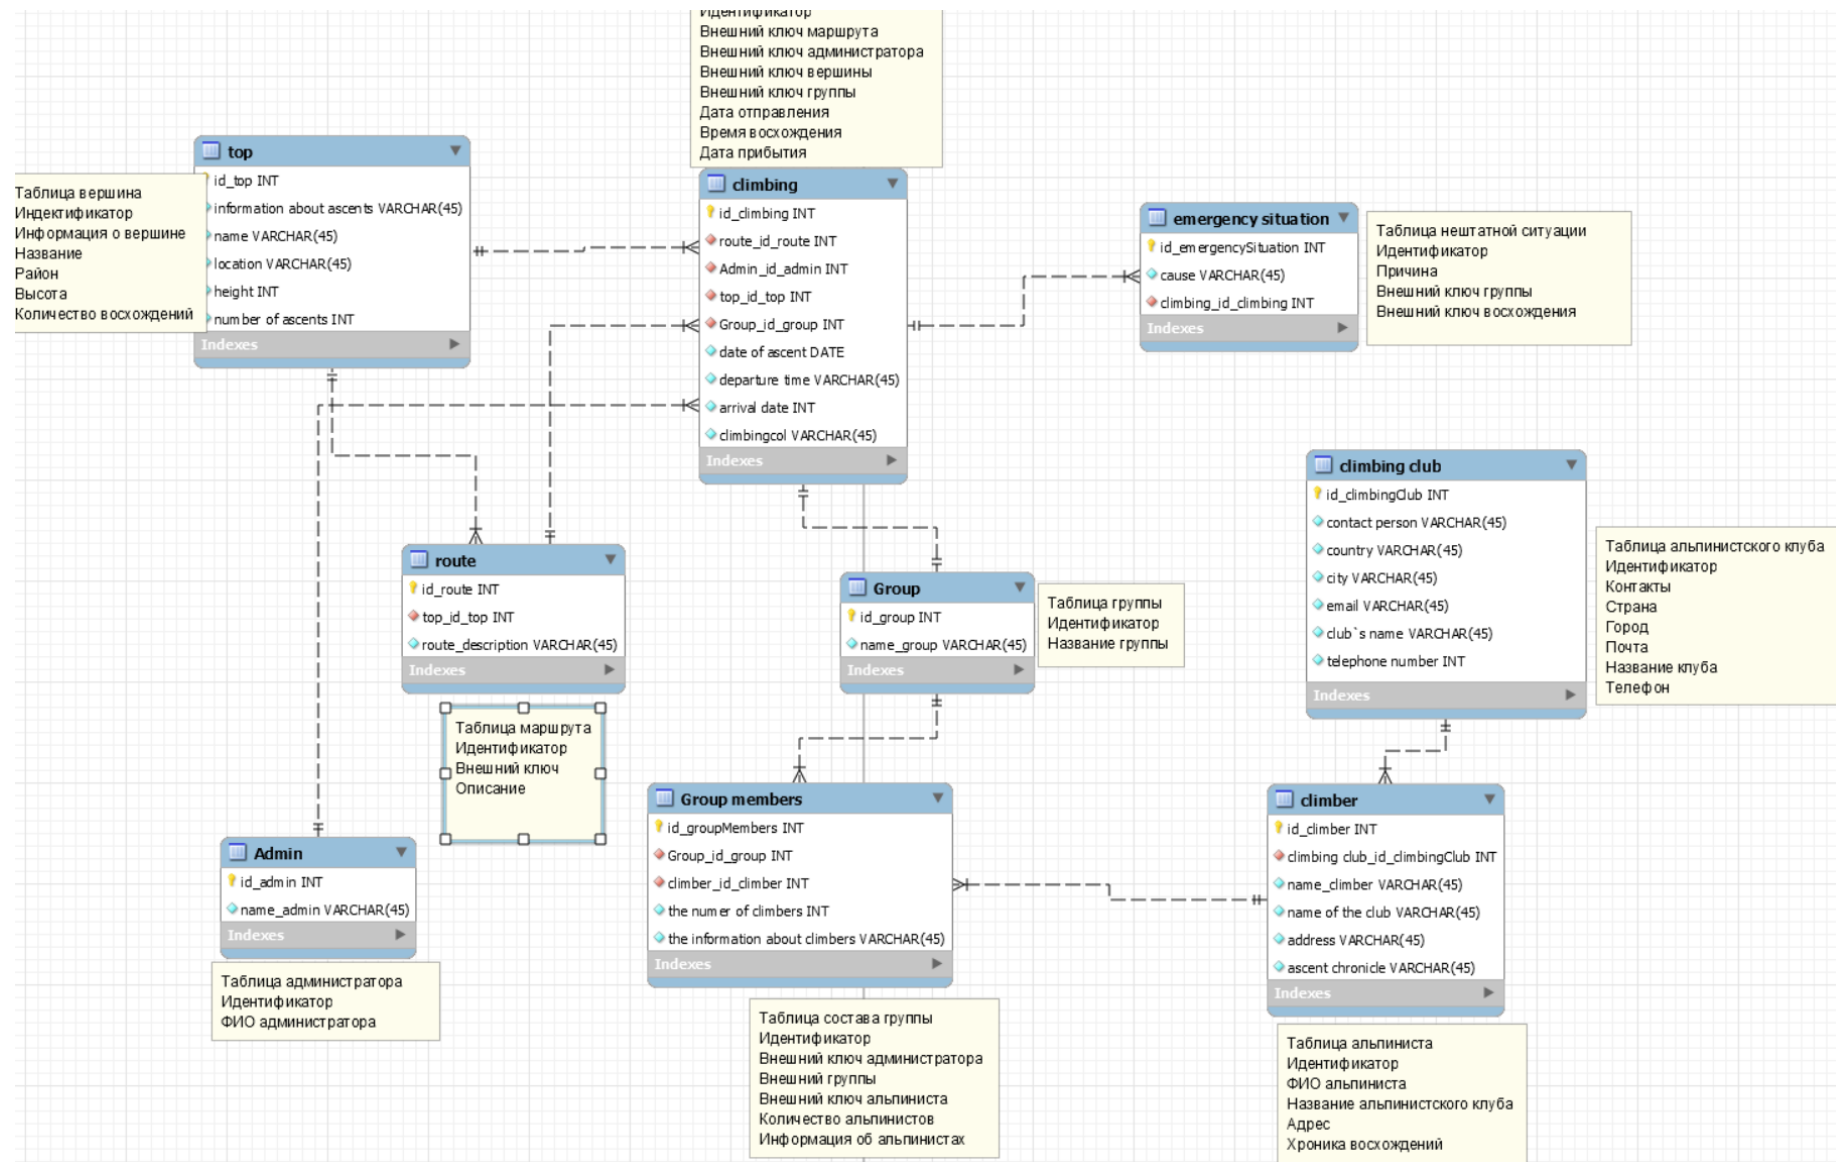 Идентификатор
Внешний ключ маршрута
Внешний ключ администратора
Внешний ключ вершины
Внешний ключ группы
Дата отправления
Время восхождения
Дата прибытия
top
id_top INT
information about ascents VARCHAR(45)
name VARCHAR(45)
location VARCHAR(45)
height INT
number of ascents INT
Indexes
Таблица вершина
Индектификатор
Информация о вершине
Название
Район
Высота
Количество восхождений
climbing
id_climbing INT
route_id_route INT
Admin_id_admin INT
top_id_top INT
Group_id_group INT
date of ascent DATE
departure time VARCHAR(45)
arrival date INT
climbingcol VARCHAR(45)
Indexes
emergency situation
id_emergencySituation INT
cause VARCHAR(45)
climbing_id_climbing INT
Indexes
Таблица нештатной ситуации
Идентификатор
Причина
Внешний ключ группы
Внешний ключ восхождения
climbing club
id_climbingClub INT
contact person VARCHAR(45)
country VARCHAR(45)
city VARCHAR(45)
email VARCHAR(45)
club`s name VARCHAR(45)
telephone number INT
Indexes
Таблица альпинистского клуба
Идентификатор
Контакты
Страна
Город
Почта
Название клуба
Телефон
route
id_route INT
top_id_top INT
route_description VARCHAR(45)
Indexes
Таблица маршрута
Идентификатор
Внешний ключ
Описание
Group
id_group INT
name_group VARCHAR(45)
Indexes
Таблица группы
Идентификатор
Название группы
Admin
id_admin INT
name_admin VARCHAR(45)
Indexes
Таблица администратора
Идентификатор
ФИО администратора
Group members
id_groupMembers INT
Group_id_group INT
climber_id_climber INT
the numer of climbers INT
the information about climbers VARCHAR(45)
Indexes
Таблица состава группы
Идентификатор
Внешний ключ администратора
Внешний группы
Внешний ключ альпиниста
Количество альпинистов
Информация об альпинистах
climber
id_climber INT
climbing club_id_climbingClub INT
name_climber VARCHAR(45)
name of the club VARCHAR(45)
address VARCHAR(45)
ascent chronicle VARCHAR(45)
Indexes
Таблица альпиниста
Идентификатор
ФИО альпиниста
Название альпинистского клуба
Адрес
Хроника восхождений